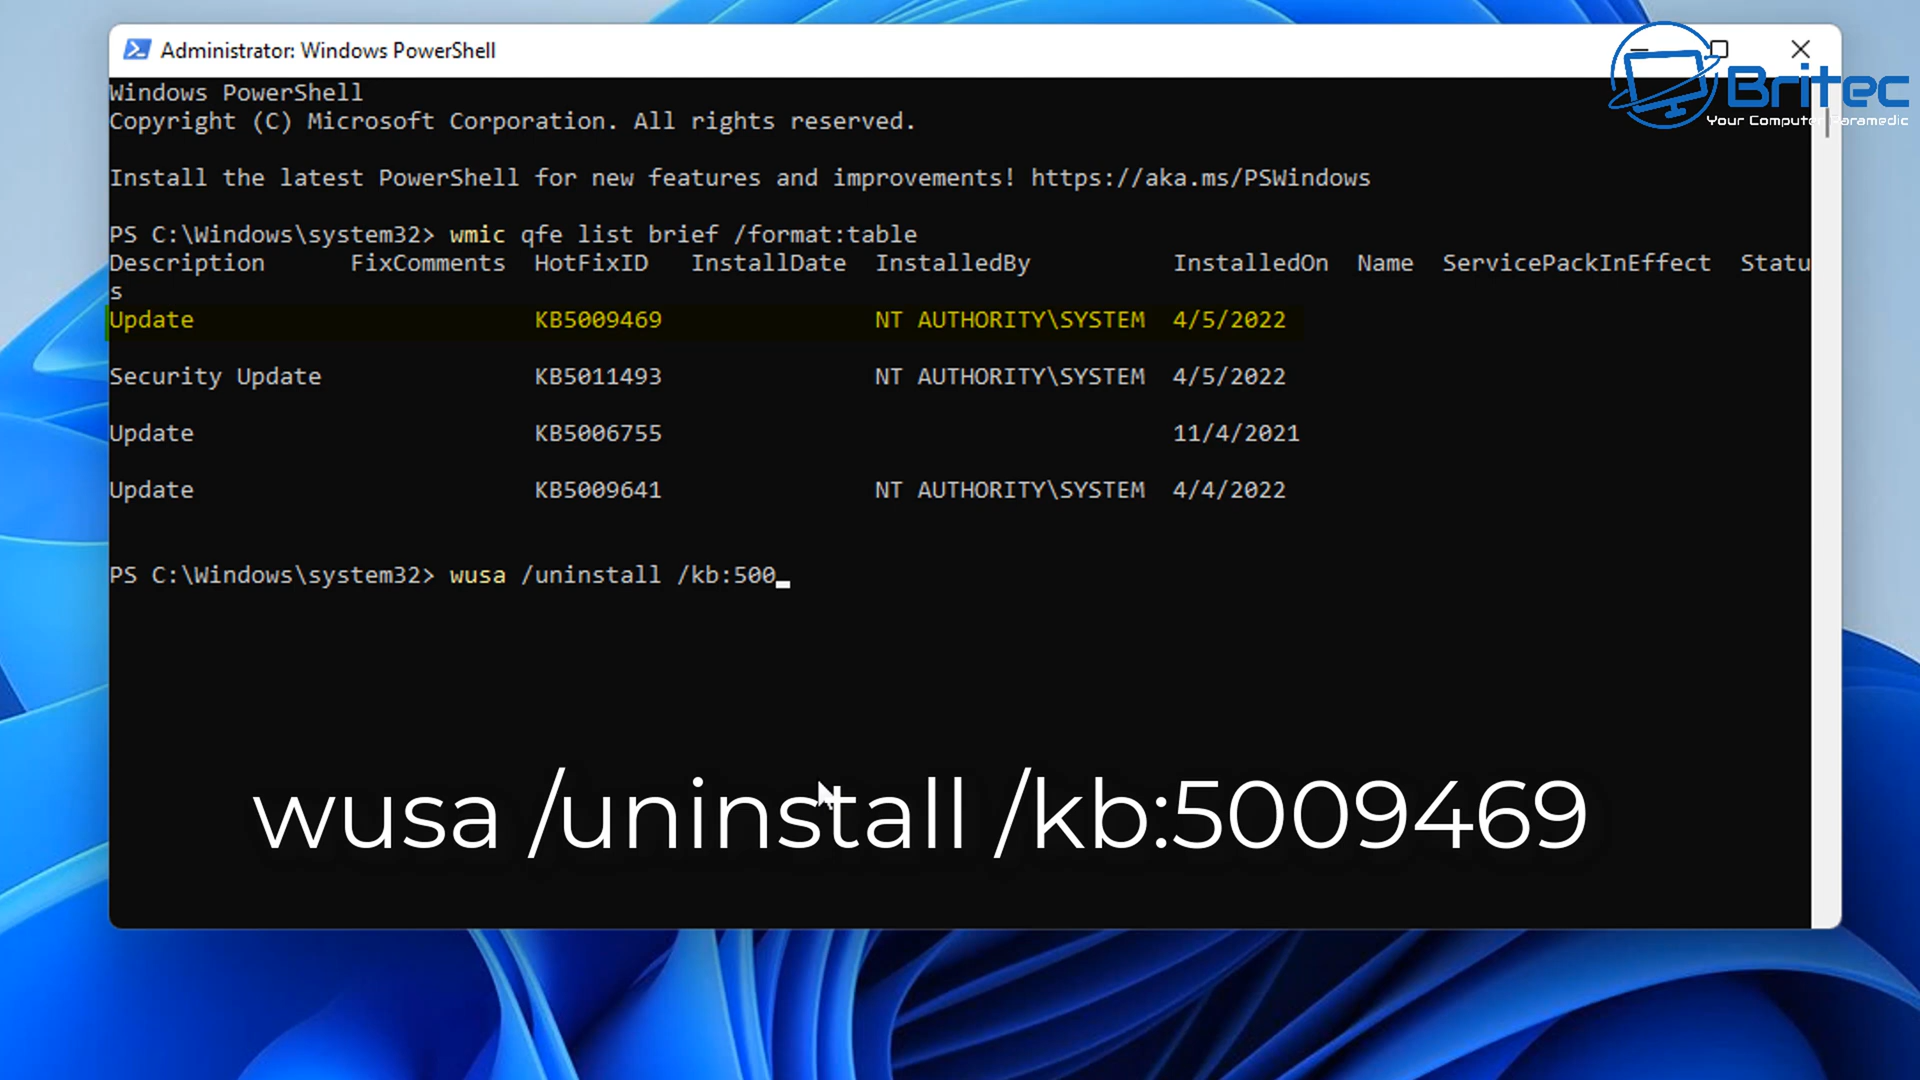 Administrator: Windows PowerShell
Britec
Your Computer Paramedic
Windows PowerShell
Copyright (C) Microsoft Corporation. All rights reserved.
Install the latest PowerShell for new features and improvements! https://aka.ms/PSWindows
PS C:\Windows\system32> wmic qfe list brief /format:table
Description FixComments HotFixID InstallDate InstalledBy InstalledOn Name ServicePackInEffect Statu
s
Update KB5009469 NT AUTHORITY\SYSTEM 4/5/2022
Security Update KB5011493 NT AUTHORITY\SYSTEM 4/5/2022
Update KB5006755 11/4/2021
Update KB5009641 NT AUTHORITY\SYSTEM 4/4/2022
PS C:\Windows\system32> wusa /uninstall /kb:500_
wusa /uninstall /kb:5009469